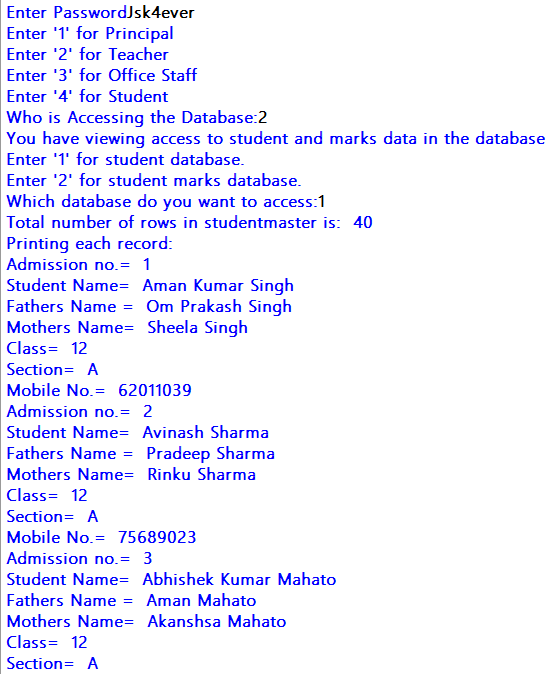 Enter PasswordJsk4ever
Enter '1' for Principal
Enter '2' for Teacher
Enter '3' for Office Staff
Enter '4' for Student
Who is Accessing the Database:2
You have viewing access to student and marks data in the database
Enter '1' for student database.
Enter '2' for student marks database.
Which database do you want to access:1
Total number of rows in studentmaster is:  40
Printing each record:
Admission no.=  1
Student Name=  Aman Kumar Singh
Fathers Name =  Om Prakash Singh
Mothers Name=  Sheela Singh
Class=  12
Section=  A
Mobile No.=  62011039
Admission no.=  2
Student Name=  Avinash Sharma
Fathers Name =  Pradeep Sharma
Mothers Name=  Rinku Sharma
Class=  12
Section=  A
Mobile No.=  75689023
Admission no.=  3
Student Name=  Abhishek Kumar Mahato
Fathers Name =  Aman Mahato
Mothers Name=  Akanshsa Mahato
Class=  12
Section=  A